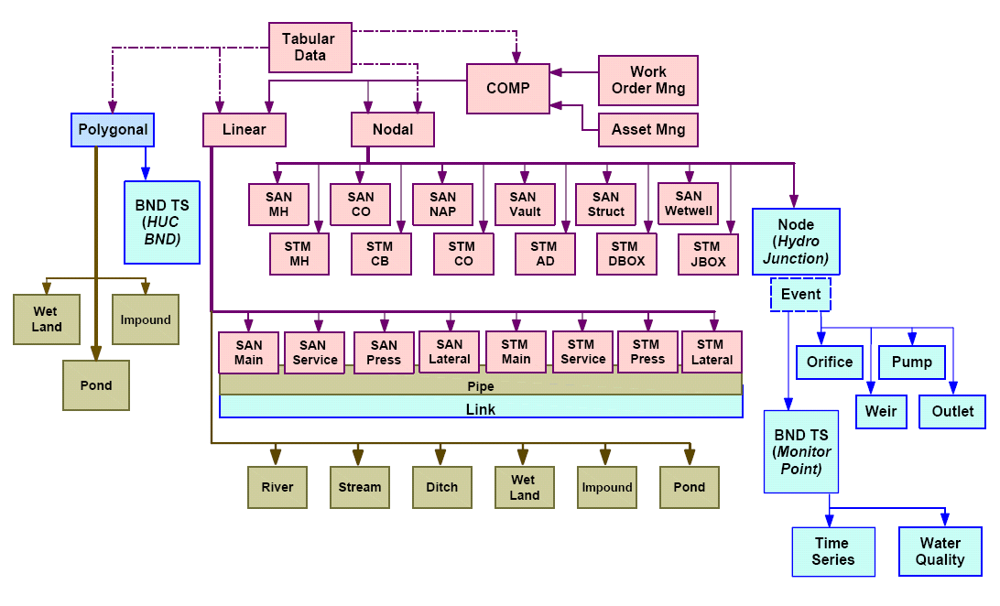 Tabular
Data
COMP
Work
Order Mng
Asset Mng
Polygonal
Linear
Nodal
BND TS
(HUC
BND)
SAN
MH
SAN
CO
SAN
NAP
SAN
Vault
SAN
Struct
SAN
Wetwell
STM
MH
STM
CB
STM
CO
STM
AD
STM
DBOX
STM
JBOX
Node
(Hydro
Junction)
Event
Wet
Land
Impound
Pond
SAN
Main
SAN
Service
SAN
Press
SAN
Lateral
STM
Main
STM
Service
STM
Press
STM
Lateral
Pipe
Link
Orifice
Pump
Weir
Outlet
BND TS
(Monitor
Point)
River
Stream
Ditch
Wet
Land
Impound
Pond
Time
Series
Water
Quality